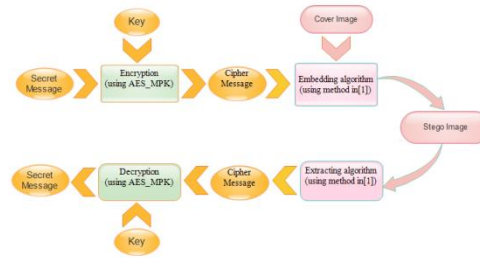 Key
Cover Image
Secret
Message
Encryption
(using AES_MPK)
Cipher
Message
Embedding algorithm
(using method in[1])
Stego Image
Secret
Message
Decryption
(using AES_MPK)
Cipher
Message
Extracting algorithm
(using method in[1])
Key